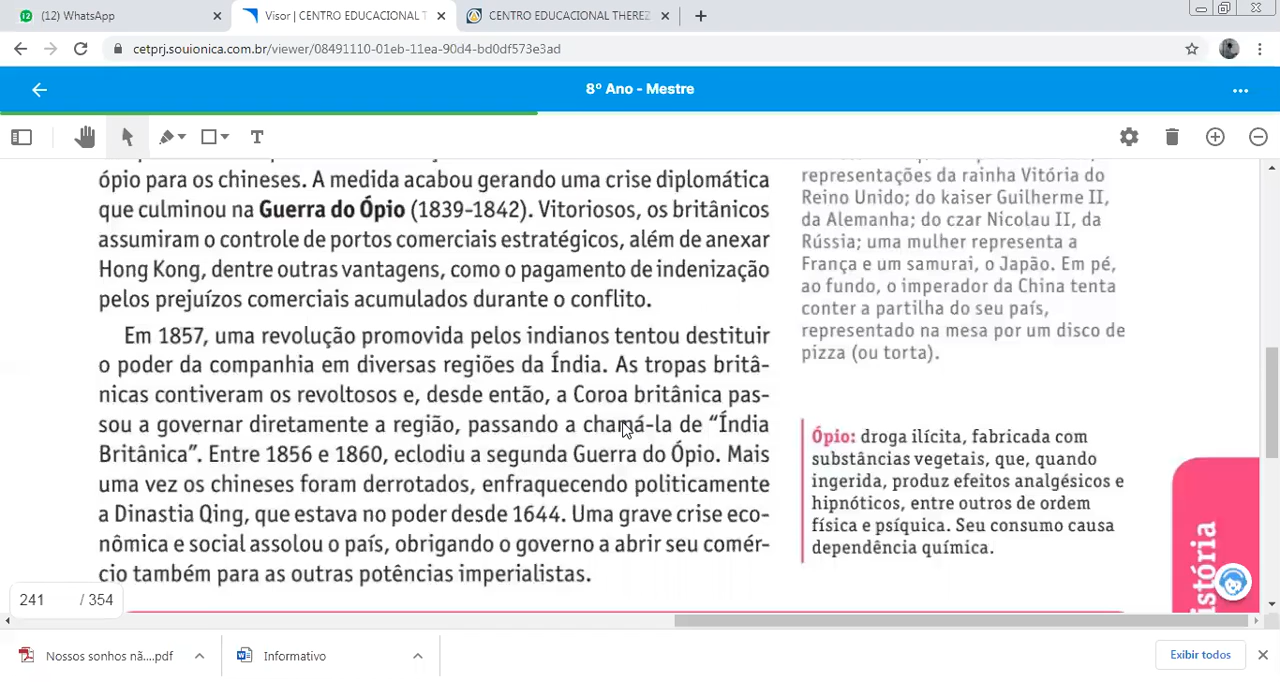 (12) WhatsApp
Visor | CENTRO EDUCACIONAL T
CENTRO EDUCACIONAL THEREZ
cetprj.souionica.com.br/viewer/08491110-01eb-11ea-90d4-bd0df573e3ad
8º Ano - Mestre
T
ópio para os chineses. A medida acabou gerando uma crise diplomática
que culminou na Guerra do Ópio (1839-1842). Vitoriosos, os britânicos
assumiram o controle de portos comerciais estratégicos, além de anexar
Hong Kong, dentre outras vantagens, como o pagamento de indenização
pelos prejuízos comerciais acumulados durante o conflito.
Em 1857, uma revolução promovida pelos indianos tentou destituir
o poder da companhia em diversas regiões da Índia. As tropas britâ-
nicas contiveram os revoltosos e, desde então, a Coroa britânica pas-
sou a governar diretamente a região, passando a chamá-la de “Índia
Britânica”. Entre 1856 e 1860, eclodiu a segunda Guerra do Ópio. Mais
uma vez os chineses foram derrotados, enfraquecendo politicamente
a Dinastia Qing, que estava no poder desde 1644. Uma grave crise eco-
nômica e social assolou o país, obrigando o governo a abrir seu comér-
cio também para as outras potências imperialistas.
representações da rainha Vitória do
Reino Unido; do kaiser Guilherme II,
da Alemanha; do czar Nicolau II, da
Rússia; uma mulher representa a
França e um samurai, o Japão. Em pé,
ao fundo, o imperador da China tenta
conter a partilha do seu país,
representado na mesa por um disco de
pizza (ou torta).
Ópio: droga ilícita, fabricada com
substâncias vegetais, que, quando
ingerida, produz efeitos analgésicos e
hipnóticos, entre outros de ordem
física e psíquica. Seu consumo causa
dependência química.
istória
241 / 354
Nossos sonhos nã....pdf
Informativo
Exibir todos